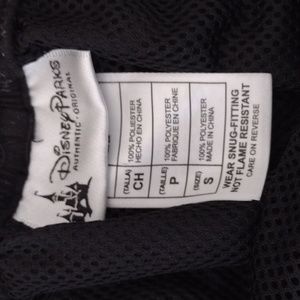 Disney PARKS
AUTHENTIC • ORIGINAL
100% POLIESTER
HECHO EN CHINA
(TALLA) CH
100% POLYESTER
FABRIQUÉ EN CHINE
(TAILLA) P
100% POLYESTER
MADE IN CHINA
(SIZE) S
WEAR SNUG-FITTING
NOT FLAME RESISTANT
CARE ON REVERSE